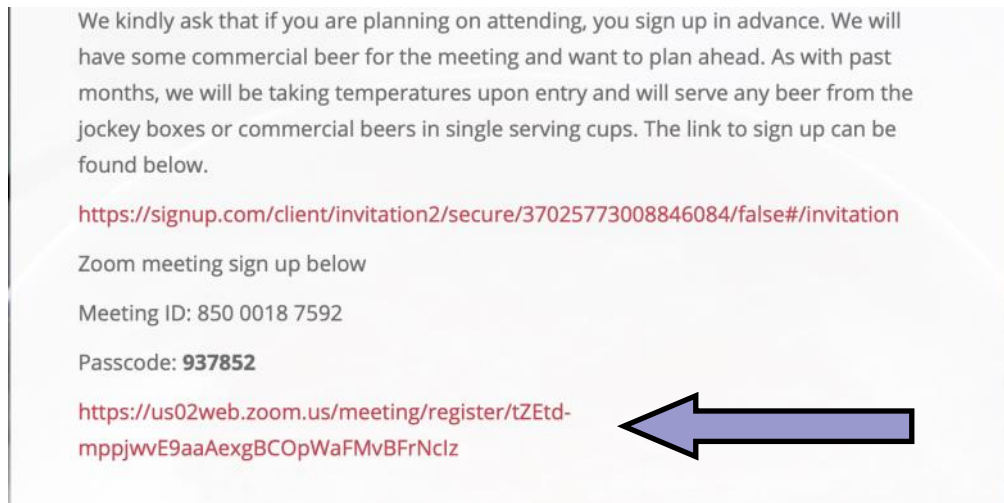 We kindly ask that if you are planning on attending, you sign up in advance. We will
have some commercial beer for the meeting and want to plan ahead. As with past
months, we will be taking temperatures upon entry and will serve any beer from the
jockey boxes or commercial beers in single serving cups. The link to sign up can be
found below.
https://signup.com/client/invitation2/secure/37025773008846084/false#/invitation
Zoom meeting sign up below
Meeting ID: 850 0018 7592
Passcode: 937852
https://us02web.zoom.us/meeting/register/tZEtd-
mppjwvE9aaAexgBCOpWaFMvBFrNcIz